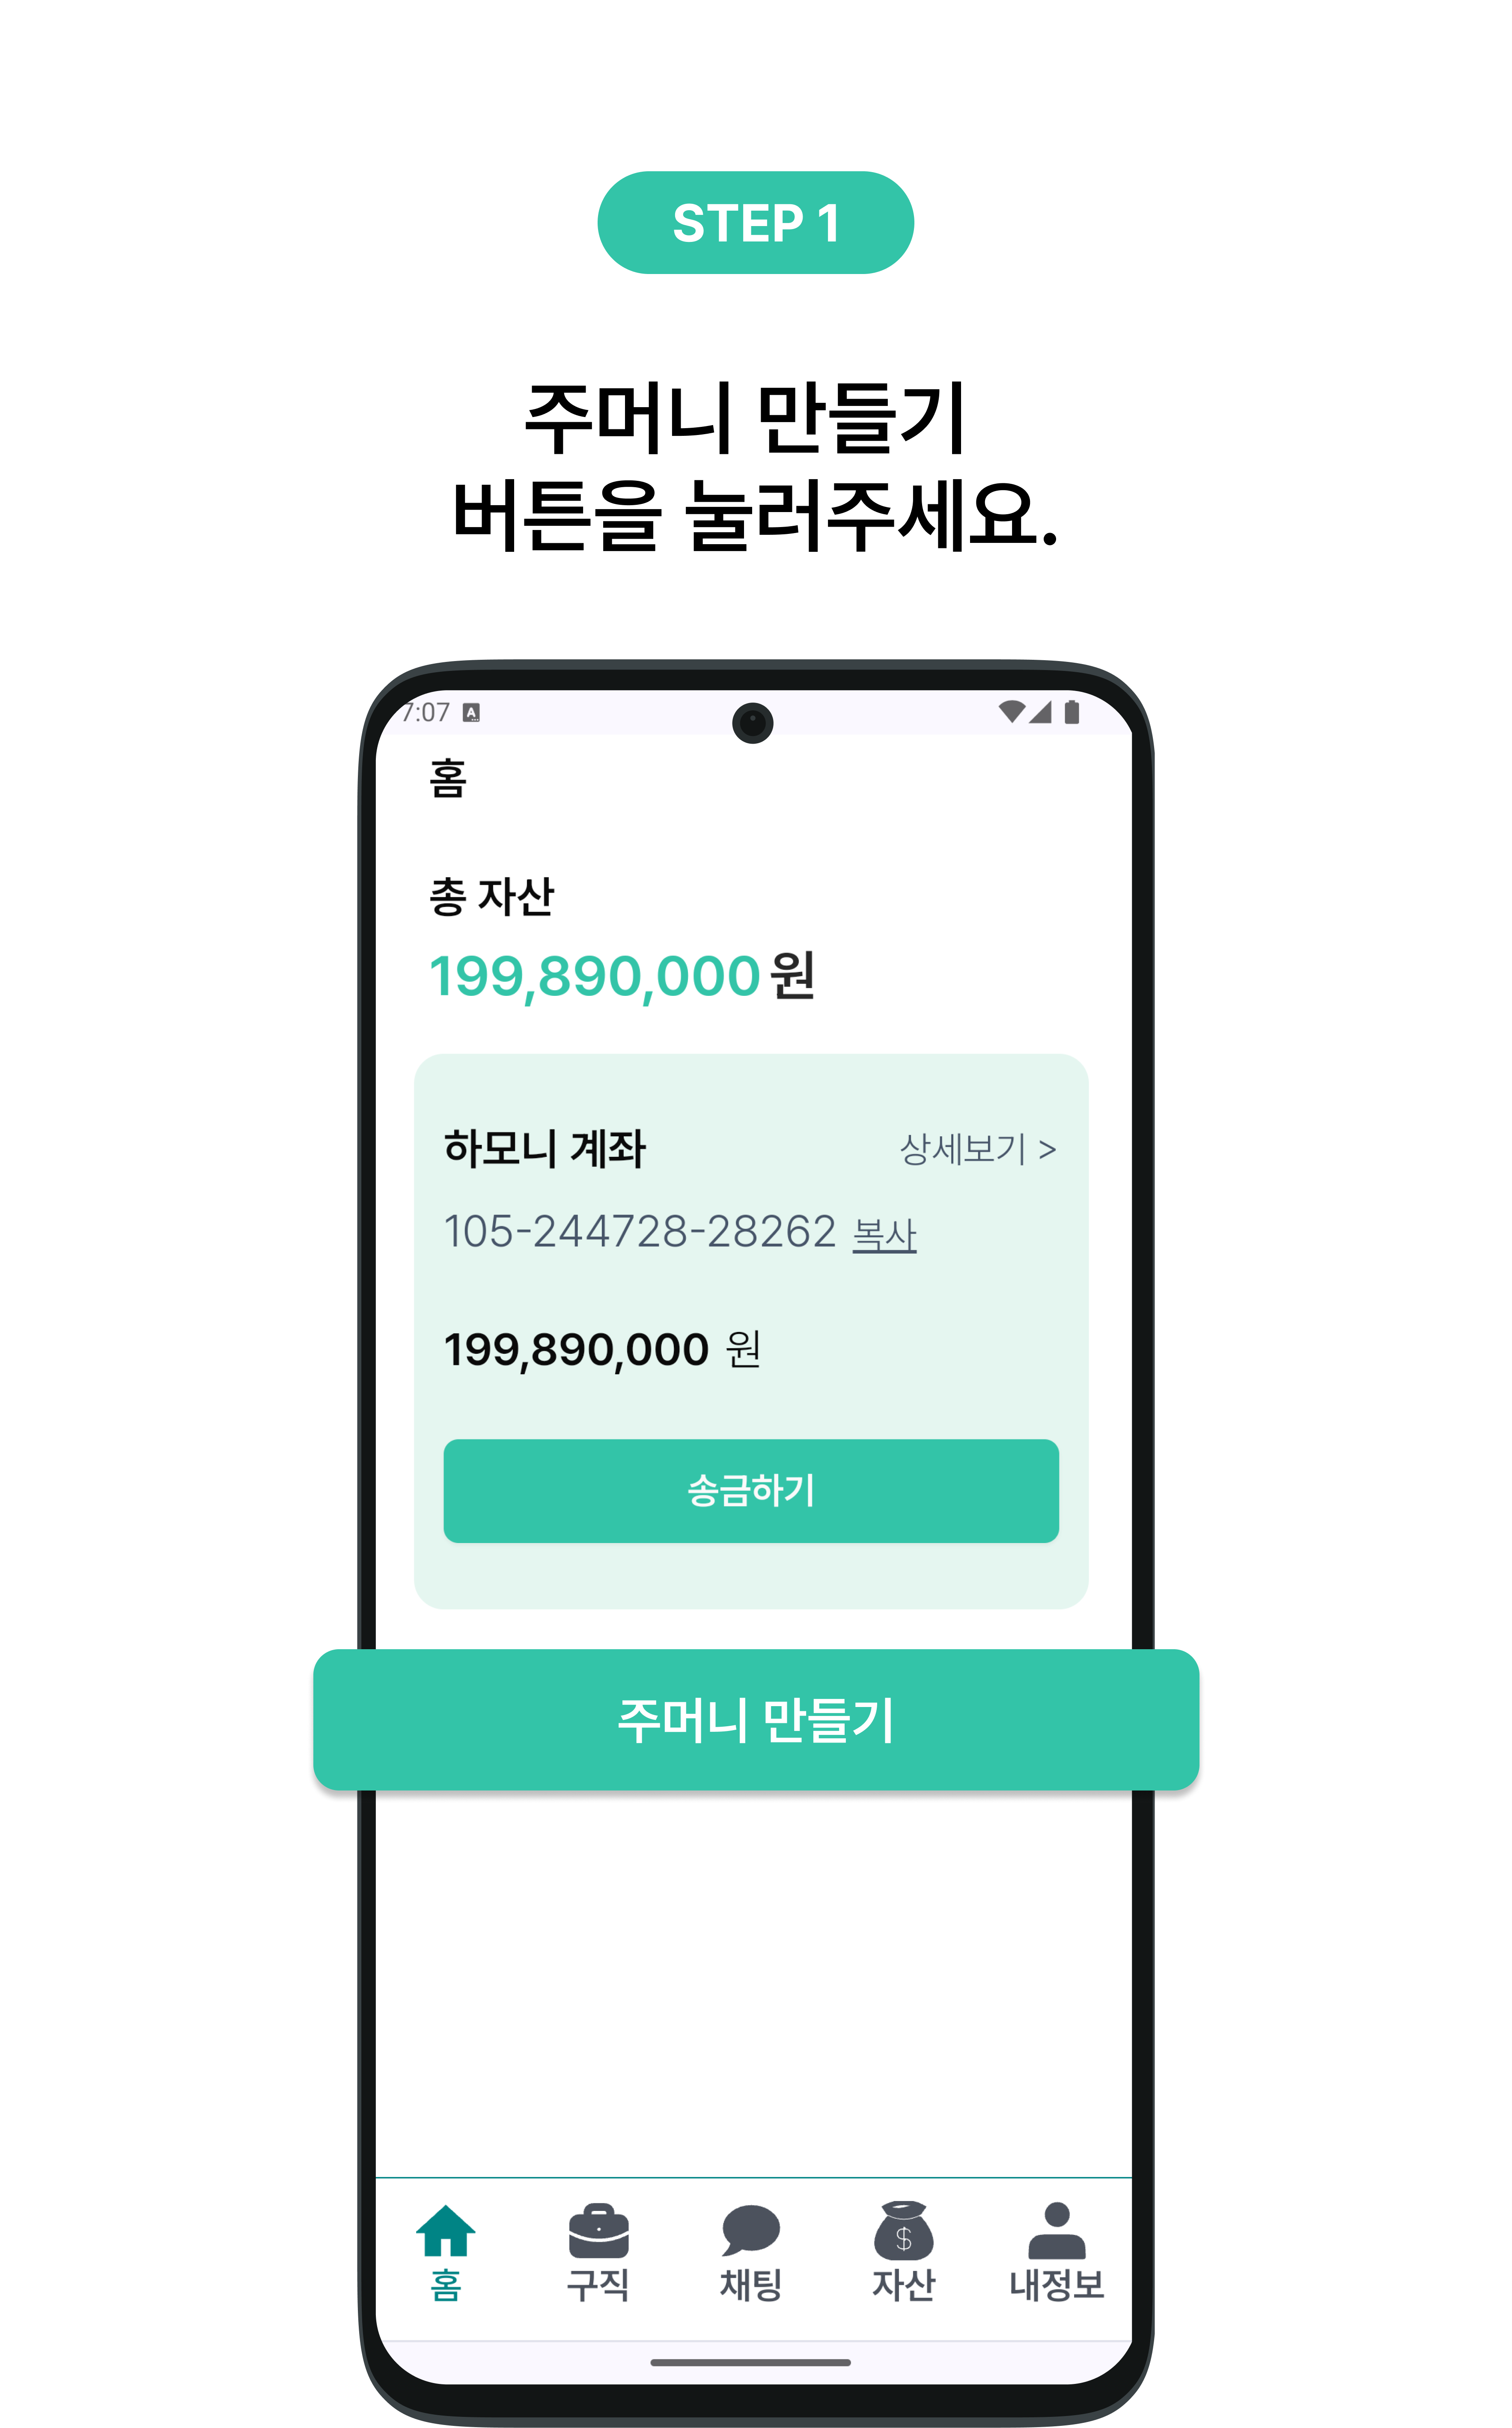 STEP 1
주머니 만들기
버튼을 눌러주세요.
7:07 A
홈
총 자산
199,890,000 원
하모니 계좌 상세보기 >
105-244728-28262 복사
199,890,000 원
송금하기
주머니 만들기
홈 구직 채팅 자산 내정보